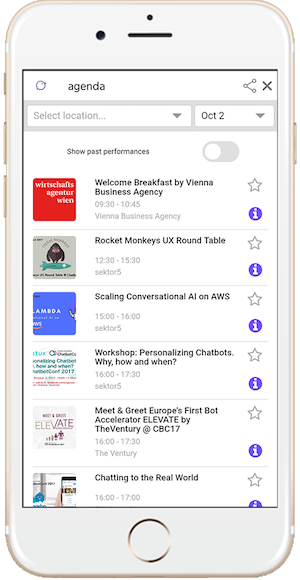 agenda
Select location...
Oct 2
Show past performances
wirtschafts
agentur
wien
Welcome Breakfast by Vienna
Business Agency
09:30 - 10:45
Vienna Business Agency
Rocket Monkeys UX Round Table
12:30 - 15:30
sektor5
LAMBDA
Scaling Conversational AI on AWS
15:00 - 16:00
sektor5
Workshop: Personalizing Chatbots.
Why, how and when?
16:00 - 17:30
sektor5
MEET & GREET
ELEVATE
Meet & Greet Europe's First Bot
Accelerator ELEVATE by
TheVentury @ CBC17
16:00 - 17:30
The Ventury
Chatting to the Real World
16:00 - 17:00